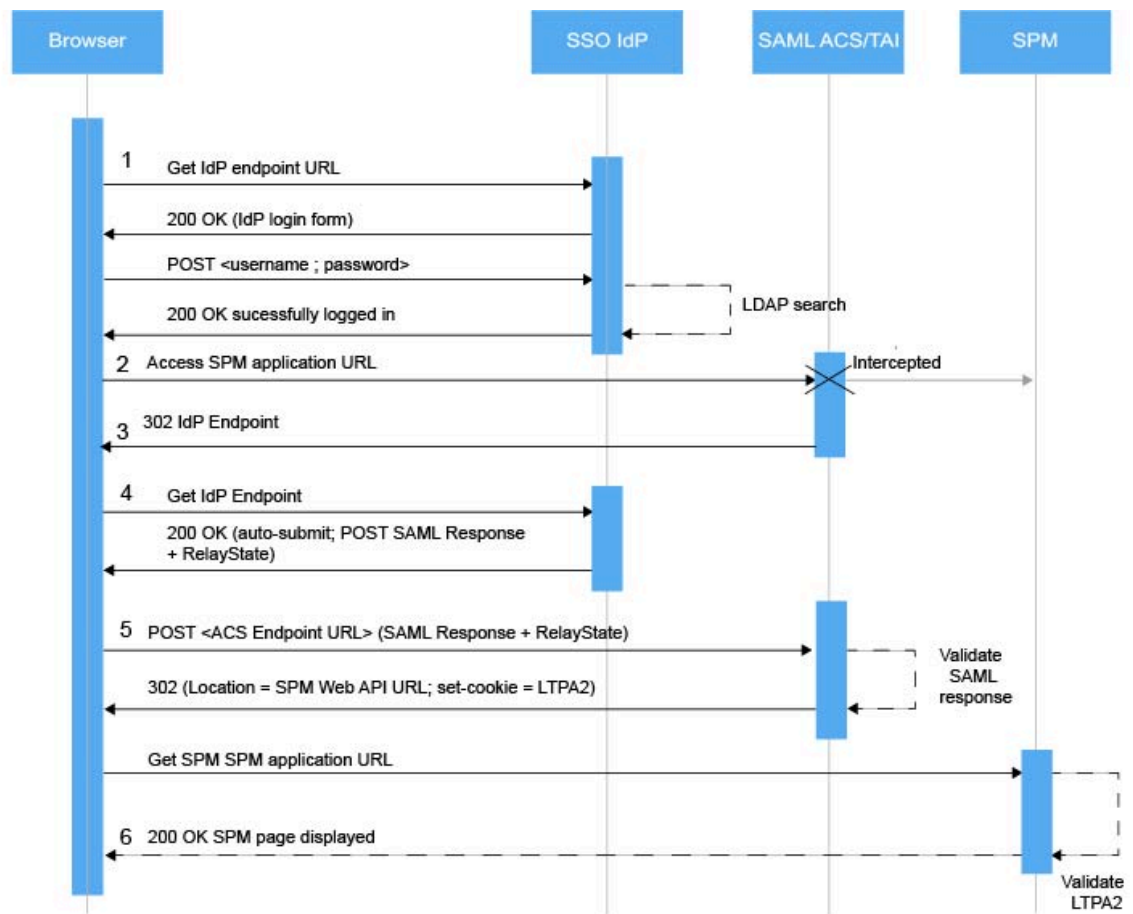 Browser
SSO IdP
SAML ACS/TAI
SPM
1
Get IdP endpoint URL
200 OK (IdP login form)
POST <username ; password>
LDAP search
200 OK sucessfully logged in
2
Access SPM application URL
Intercepted
3
302 IdP Endpoint
4
Get IdP Endpoint
200 OK (auto-submit; POST SAML Response
+ RelayState)
5
POST <ACS Endpoint URL> (SAML Response + RelayState)
Validate
SAML
response
302 (Location = SPM Web API URL; set-cookie = LTPA2)
Get SPM SPM application URL
6
200 OK SPM page displayed
Validate
LTPA2